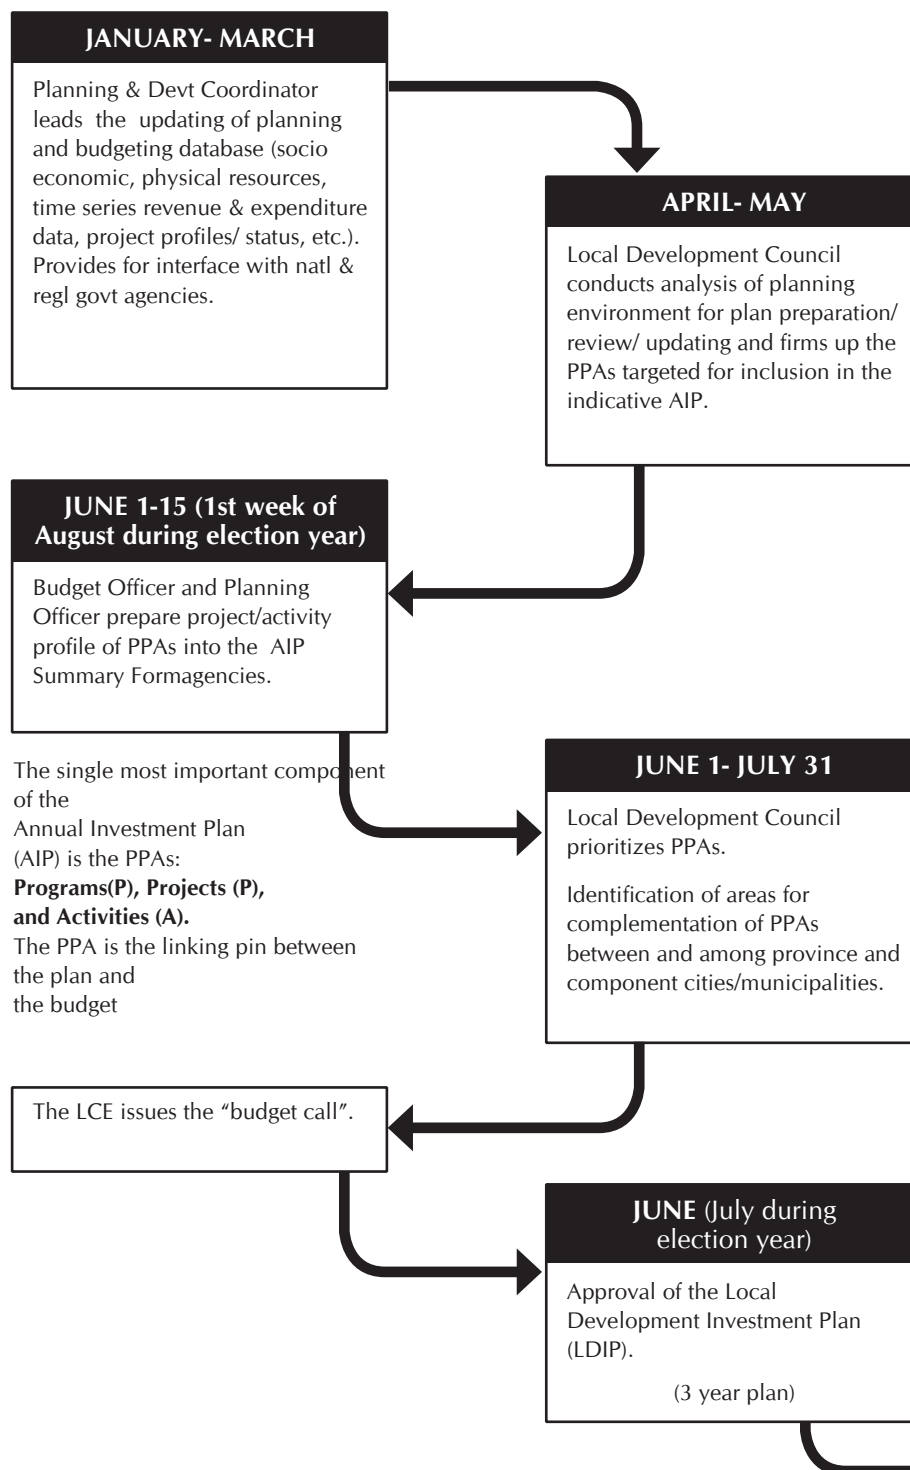 JANUARY- MARCH
Planning & Devt Coordinator
leads the updating of planning
and budgeting database (socio
economic, physical resources,
time series revenue & expenditure
data, project profiles/ status, etc.).
Provides for interface with natl &
regl govt agencies.
APRIL- MAY
Local Development Council
conducts analysis of planning
environment for plan preparation/
review/ updating and firms up the
PPAs targeted for inclusion in the
indicative AIP.
JUNE 1-15 (1st week of
August during election year)
Budget Officer and Planning
Officer prepare project/activity
profile of PPAs into the AIP
Summary Formagencies.
The single most important component
of the
Annual Investment Plan
(AIP) is the PPAs:
Programs(P), Projects (P),
and Activities (A).
The PPA is the linking pin between
the plan and
the budget
JUNE 1- JULY 31
Local Development Council
prioritizes PPAs.
Identification of areas for
complementation of PPAs
between and among province and
component cities/municipalities.
The LCE issues the “budget call”.
JUNE (July during
election year)
Approval of the Local
Development Investment Plan
(LDIP).
(3 year plan)